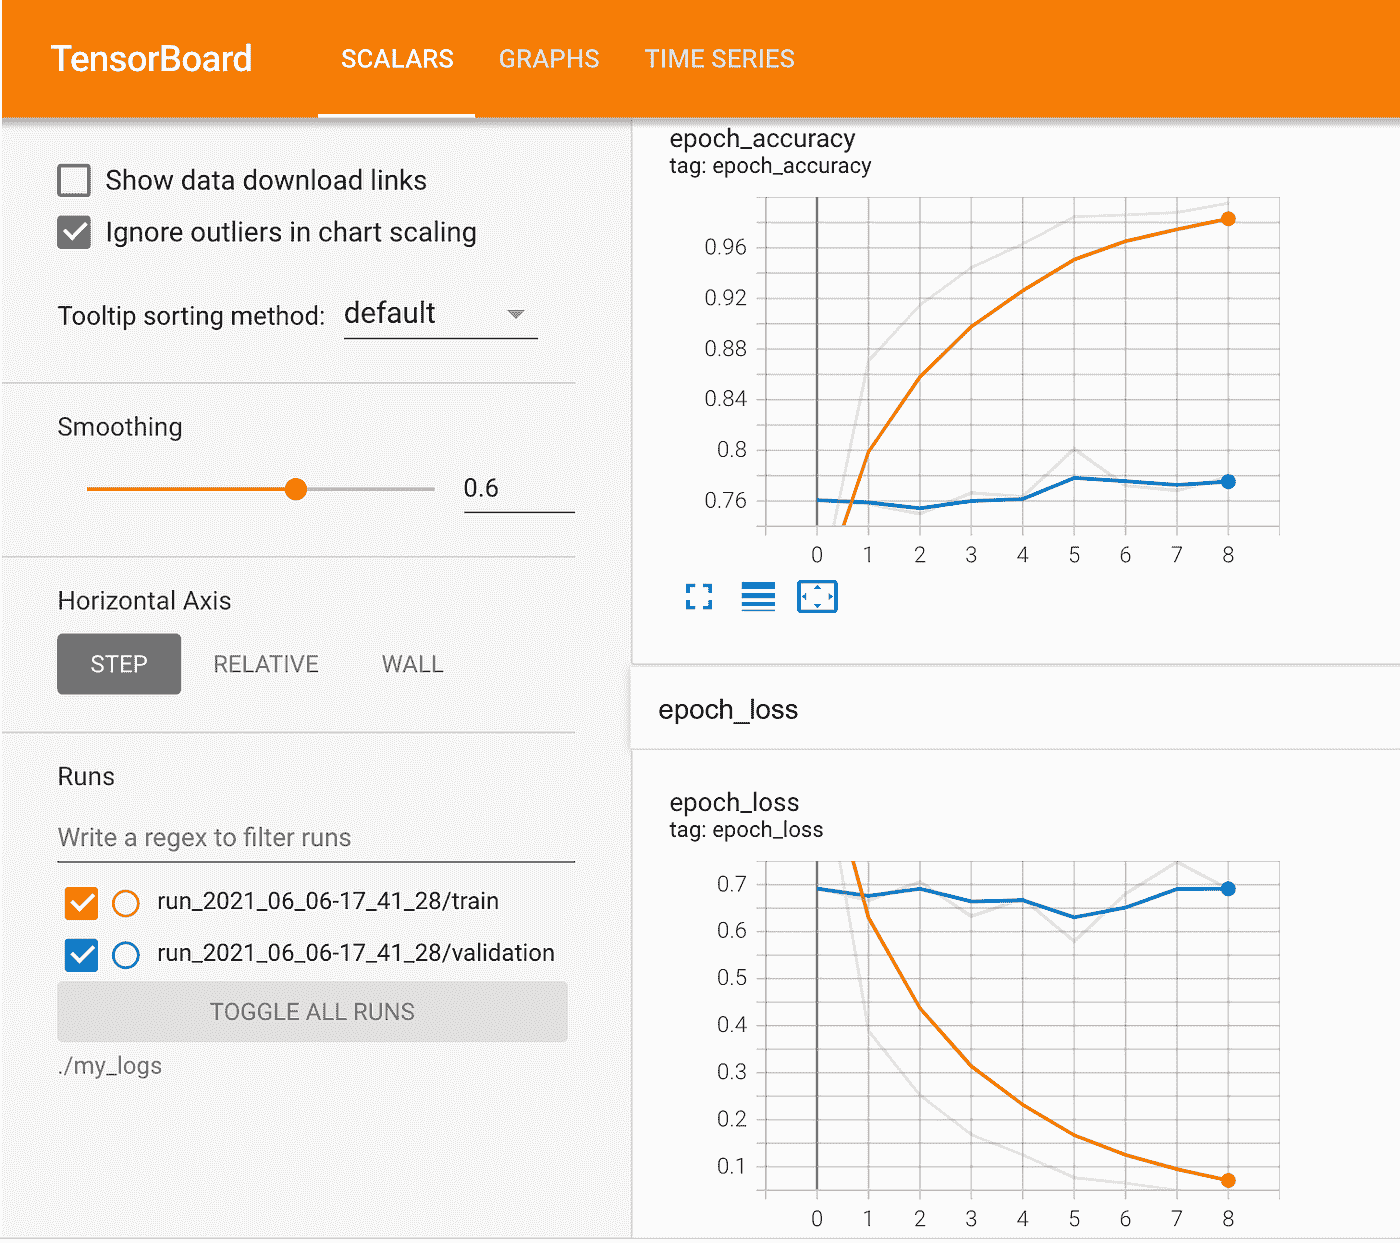 TensorBoard SCALARS GRAPHS TIME SERIES
Show data download links
Ignore outliers in chart scaling
Tooltip sorting method: default
Smoothing
0.6
Horizontal Axis
STEP RELATIVE WALL
Runs
Write a regex to filter runs
run_2021_06_06-17_41_28/train
run_2021_06_06-17_41_28/validation
TOGGLE ALL RUNS
./my_logs
epoch_accuracy
tag: epoch_accuracy
0.96
0.92
0.88
0.84
0.8
0.76
0 1 2 3 4 5 6 7 8
epoch_loss
epoch_loss
tag: epoch_loss
0.7
0.6
0.5
0.4
0.3
0.2
0.1
0 1 2 3 4 5 6 7 8